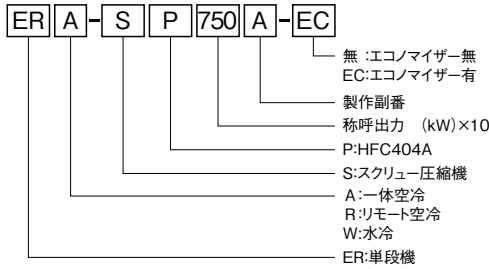 ER A-S P 750 A-EC
無:エコノマイザー無
EC:エコノマイザー有
製作副番
称呼出力 (kW)×10
P:HFC404A
S:スクリュー圧縮機
A:一体空冷
R:リモート空冷
W:水冷
ER:単段機